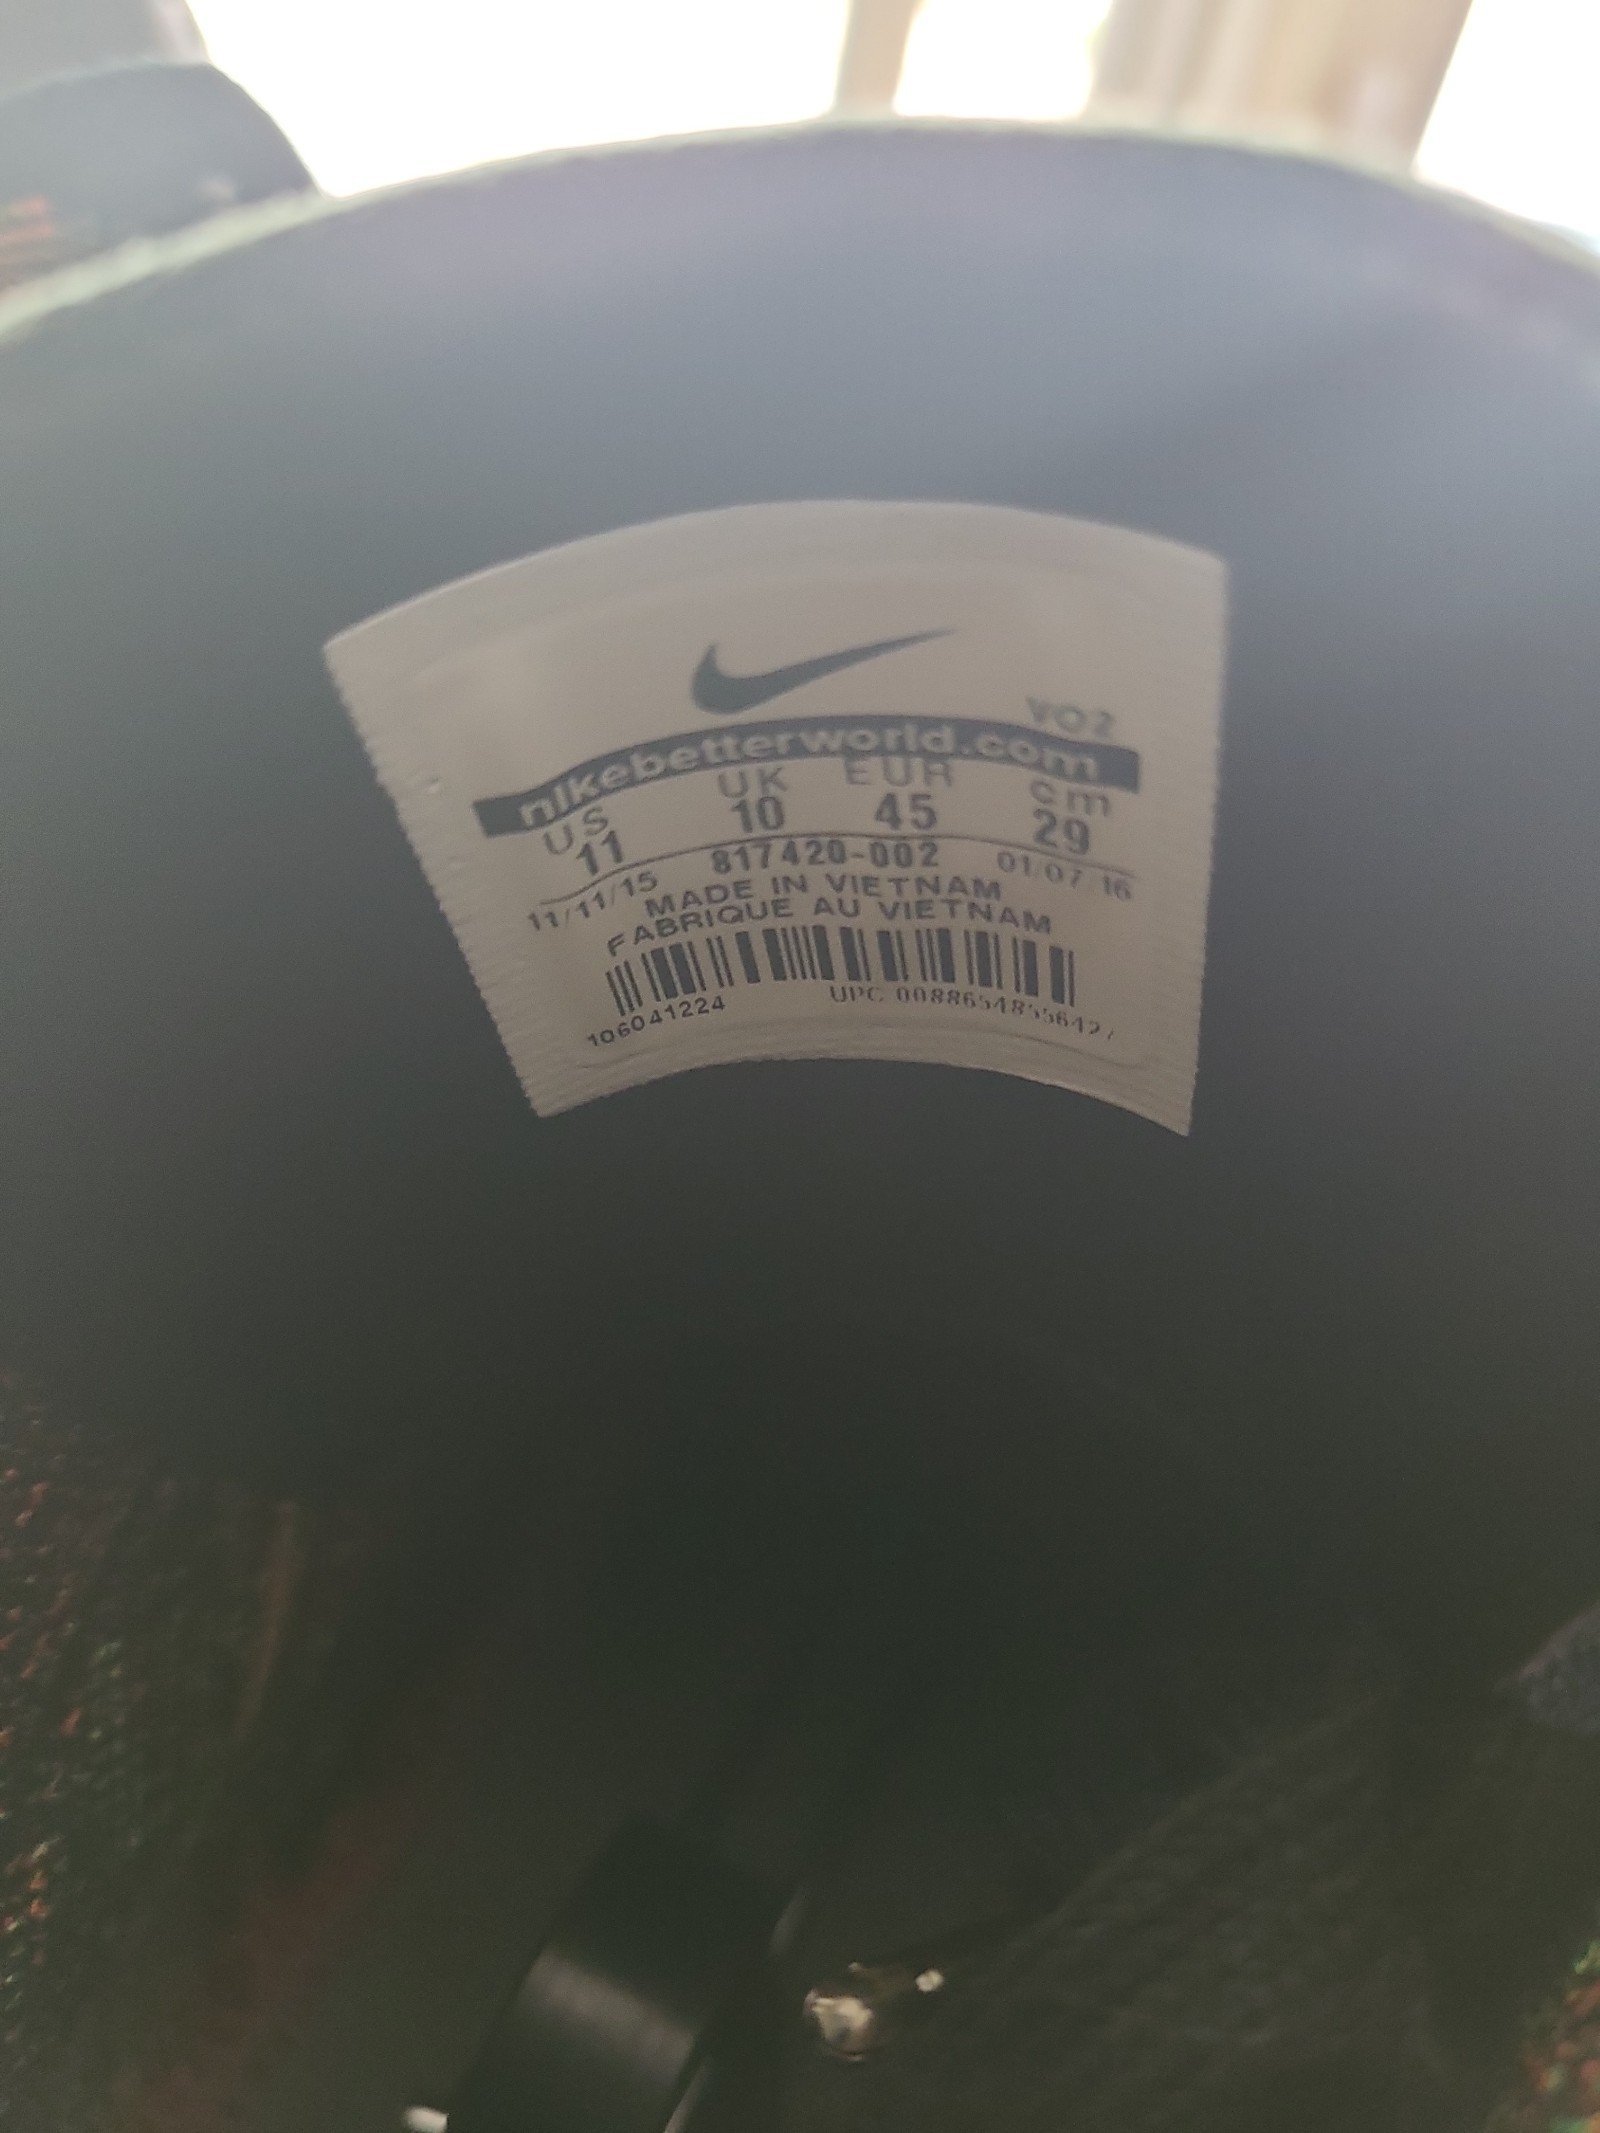 VO2
nikebetterworld.com
US UK EUR cm
11 10 45 29
11/11/15 817420-002 01/07/16
MADE IN VIETNAM
FABRIQUE AU VIETNAM
106041224 UPC